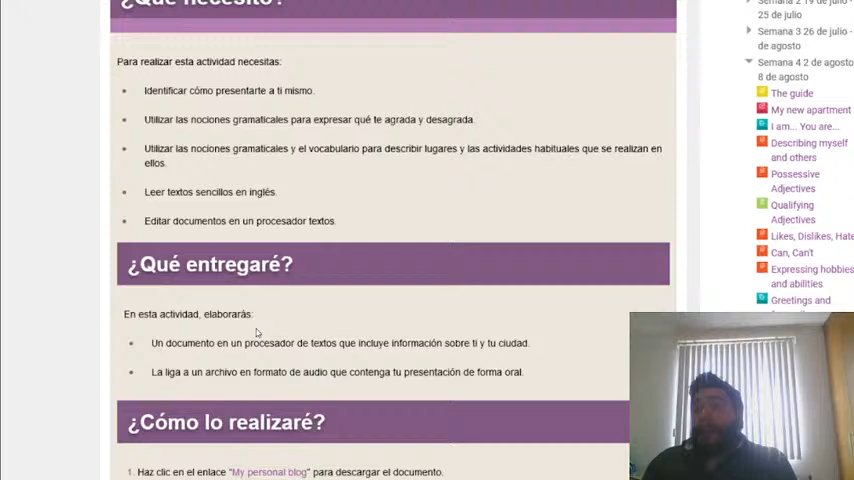 ¿Qué necesito?
Para realizar esta actividad necesitas:
Identificar cómo presentarte a ti mismo.
Utilizar las nociones gramaticales para expresar qué te agrada y desagrada.
Utilizar las nociones gramaticales y el vocabulario para describir lugares y las actividades habituales que se realizan en
ellos.
Leer textos sencillos en inglés.
Editar documentos en un procesador textos.
¿Qué entregaré?
En esta actividad, elaborarás:
Un documento en un procesador de textos que incluye información sobre ti y tu ciudad.
La liga a un archivo en formato de audio que contenga tu presentación de forma oral.
¿Cómo lo realizaré?
1. Haz clic en el enlace "My personal blog" para descargar el documento.
Semana 2 19 de julio -
25 de julio
Semana 3 26 de julio -
de agosto
Semana 4 2 de agosto
8 de agosto
The guide
My new apartment
I am... You are...
Describing myself
and others
Possessive
Adjectives
Qualifying
Adjectives
Likes, Dislikes, Hate
Can, Can't
Expressing hobbies
and abilities
Greetings and